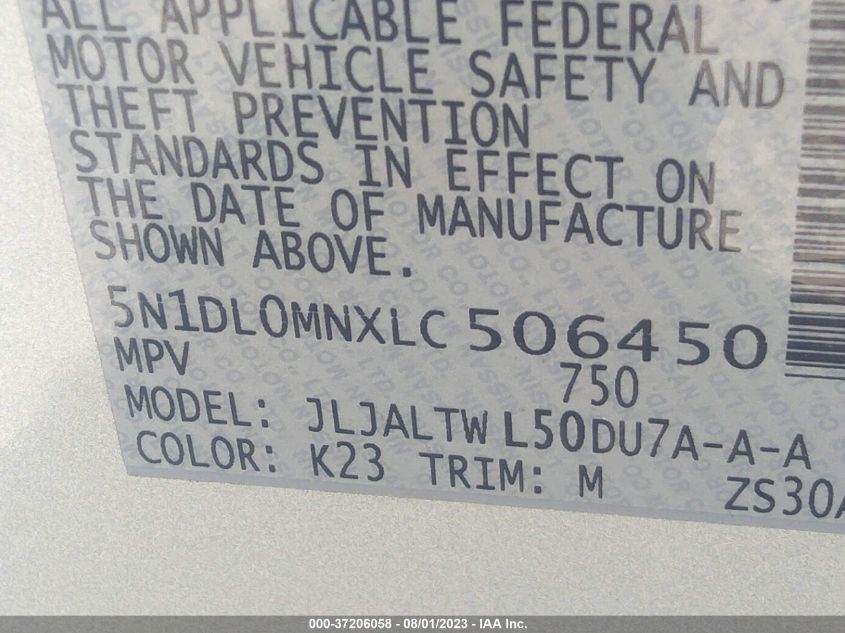 ALL APPLICABLE FEDERAL
MOTOR VEHICLE SAFETY AND
THEFT PREVENTION
STANDARDS IN EFFECT ON
THE DATE OF MANUFACTURE
SHOWN ABOVE.
5N1DL0MNXLC506450
MPV 750
MODEL: JLJALTWL50DU7A-A-A
COLOR: K23 TRIM: M ZS30A
000-37206058 - 08/01/2023 - IAA Inc.